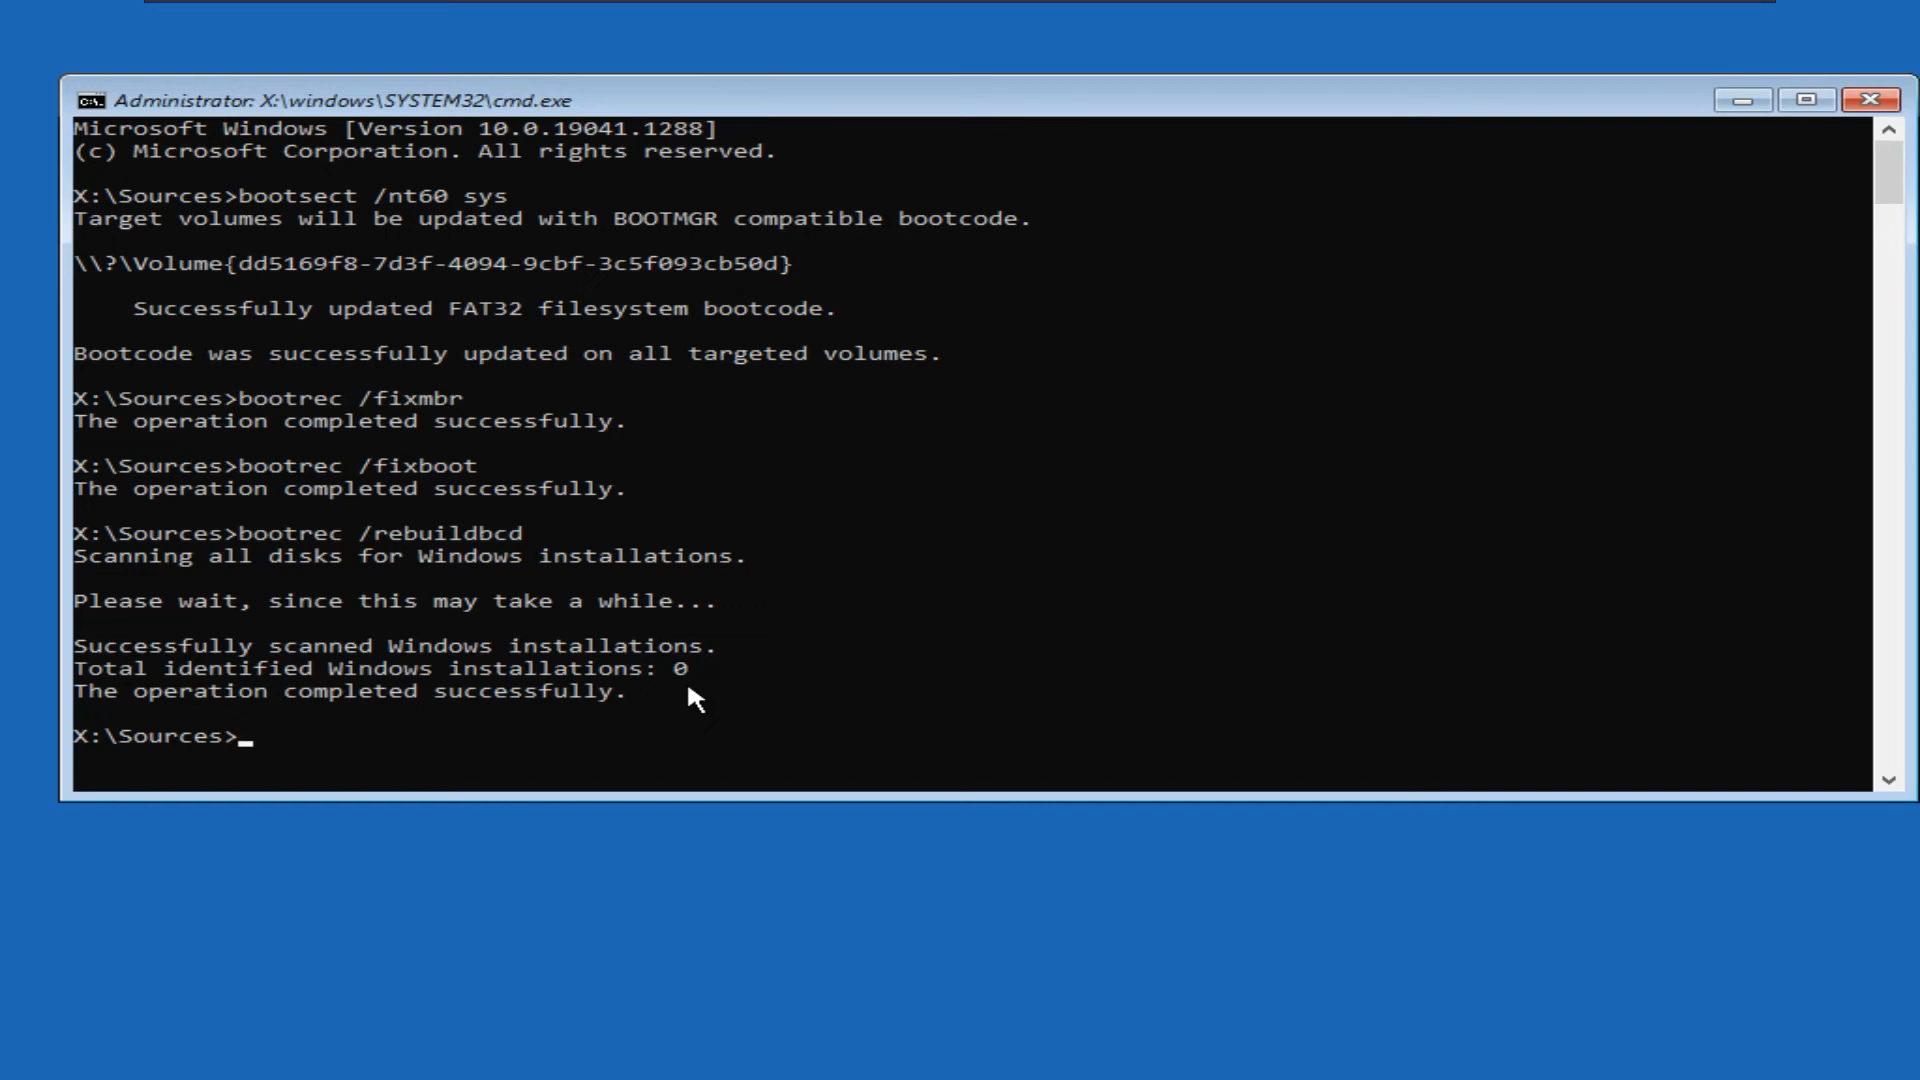 Administrator: X:\windows\SYSTEM32\cmd.exe
Microsoft Windows [Version 10.0.19041.1288]
(c) Microsoft Corporation. All rights reserved.
X:\Sources>bootsect /nt60 sys
Target volumes will be updated with BOOTMGR compatible bootcode.
\\?\Volume{dd5169f8-7d3f-4094-9cbf-3c5f093cb50d}
Successfully updated FAT32 filesystem bootcode.
Bootcode was successfully updated on all targeted volumes.
X:\Sources>bootrec /fixmbr
The operation completed successfully.
X:\Sources>bootrec /fixboot
The operation completed successfully.
X:\Sources>bootrec /rebuildbcd
Scanning all disks for Windows installations.
Please wait, since this may take a while...
Successfully scanned Windows installations.
Total identified Windows installations: 0
The operation completed successfully.
X:\Sources>